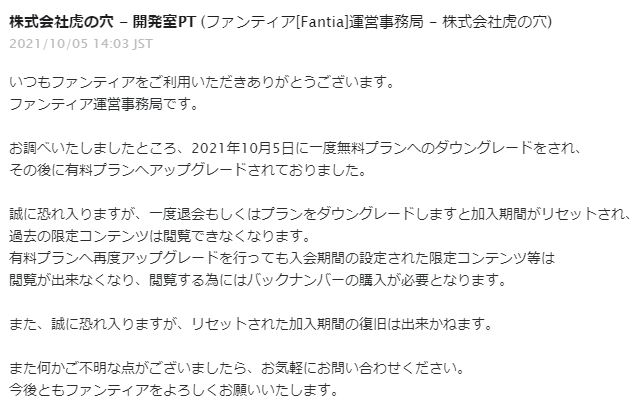 株式会社虎の穴 – 開発室PT (ファンティア[Fantia]運営事務局 – 株式会社虎の穴)
2021/10/05 14:03 JST
いつもファンティアをご利用いただきありがとうございます。
ファンティア運営事務局です。
お調べいたしましたところ、2021年10月5日に一度無料プランへのダウングレードをされ、
その後に有料プランへアップグレードされておりました。
誠に恐れ入りますが、一度退会もしくはプランをダウングレードしますと加入期間がリセットされ、
過去の限定コンテンツは閲覧できなくなります。
有料プランへ再度アップグレードを行っても入会期間の設定された限定コンテンツ等は
閲覧が出来なくなり、閲覧する為にはバックナンバーの購入が必要となります。
また、誠に恐れ入りますが、リセットされた加入期間の復旧は出来かねます。
また何かご不明な点がございましたら、お気軽にお問い合わせください。
今後ともファンティアをよろしくお願いいたします。